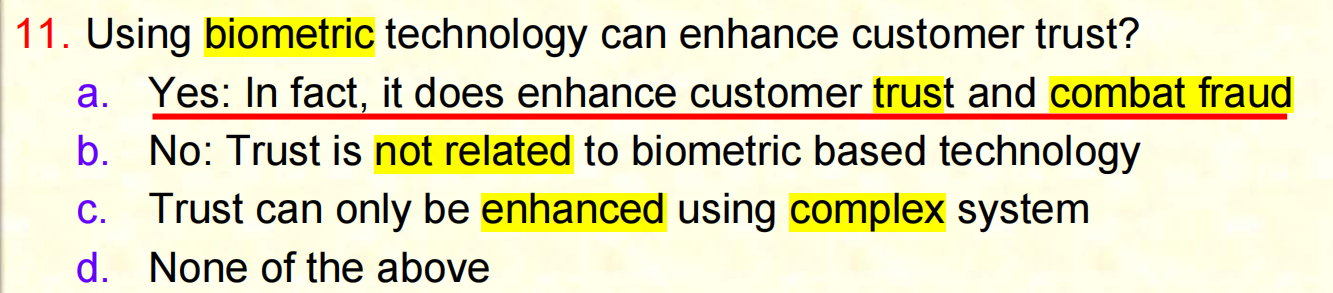 11. Using biometric technology can enhance customer trust?
a. Yes: In fact, it does enhance customer trust and combat fraud
b. No: Trust is not related to biometric based technology
c. Trust can only be enhanced using complex system
d. None of the above